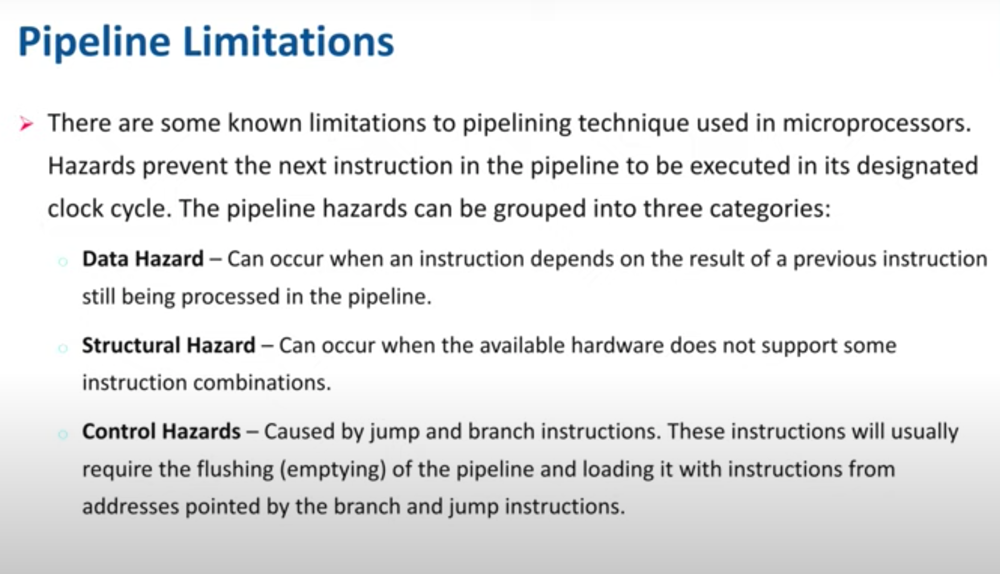 Pipeline Limitations
There are some known limitations to pipelining technique used in microprocessors.
Hazards prevent the next instruction in the pipeline to be executed in its designated
clock cycle. The pipeline hazards can be grouped into three categories:
Data Hazard – Can occur when an instruction depends on the result of a previous instruction
still being processed in the pipeline.
Structural Hazard – Can occur when the available hardware does not support some
instruction combinations.
Control Hazards – Caused by jump and branch instructions. These instructions will usually
require the flushing (emptying) of the pipeline and loading it with instructions from
addresses pointed by the branch and jump instructions.